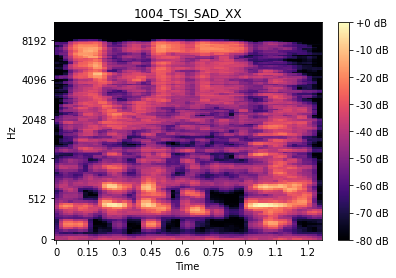 1004_TSI_SAD_XX
8192
4096
2048
1024
512
0
Hz
0
0.15
0.3
0.45
0.6
0.75
0.9
1.1
1.2
Time
+0 dB
-10 dB
-20 dB
-30 dB
-40 dB
-50 dB
-60 dB
-70 dB
-80 dB